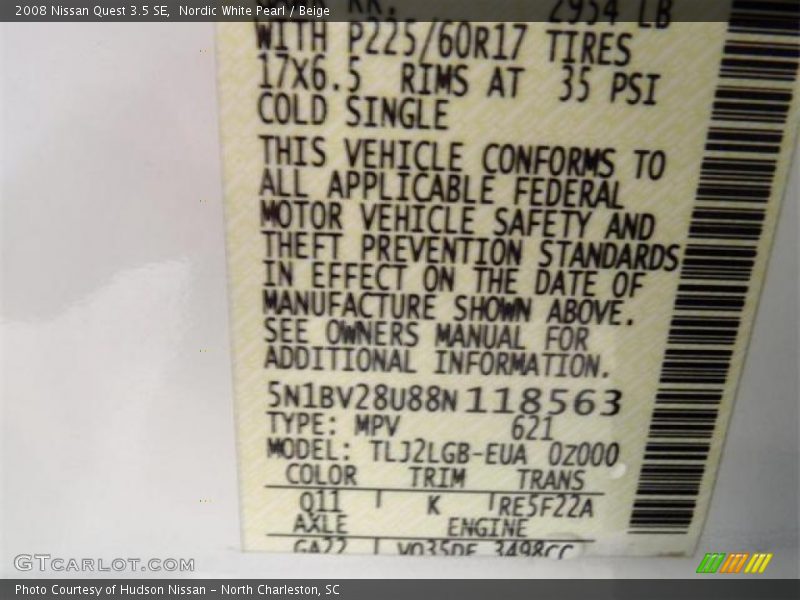 2008 Nissan Quest 3.5 SE, Nordic White Pearl / Beige
RR. 2954 LB
WITH P225/60R17 TIRES
17X6.5 RIMS AT 35 PSI
COLD SINGLE
THIS VEHICLE CONFORMS TO
ALL APPLICABLE FEDERAL
MOTOR VEHICLE SAFETY AND
THEFT PREVENTION STANDARDS
IN EFFECT ON THE DATE OF
MANUFACTURE SHOWN ABOVE.
SEE OWNERS MANUAL FOR
ADDITIONAL INFORMATION.
5N1BV28U88N118563
TYPE: MPV 621
MODEL: TLJ2LGB-EUA 0Z000
COLOR TRIM TRANS
Q11 K RE5F22A
AXLE ENGINE
GA22 VQ35DE 3498CC
GTCARLOT.COM
Photo Courtesy of Hudson Nissan - North Charleston, SC